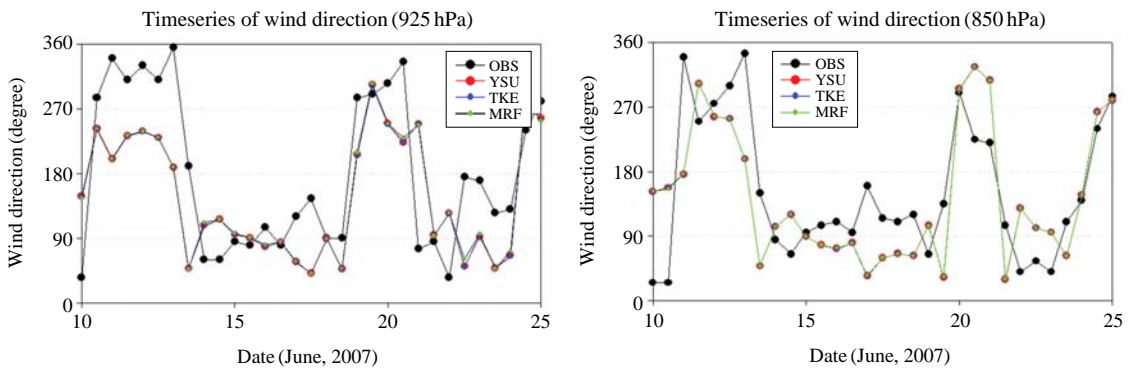 Timeseries of wind direction (925 hPa)
360
270
180
90
0
Wind direction (degree)
OBS
YSU
TKE
MRF
10
15
20
25
Date (June, 2007)
Timeseries of wind direction (850 hPa)
360
270
180
90
0
Wind direction (degree)
OBS
YSU
TKE
MRF
10
15
20
25
Date (June, 2007)